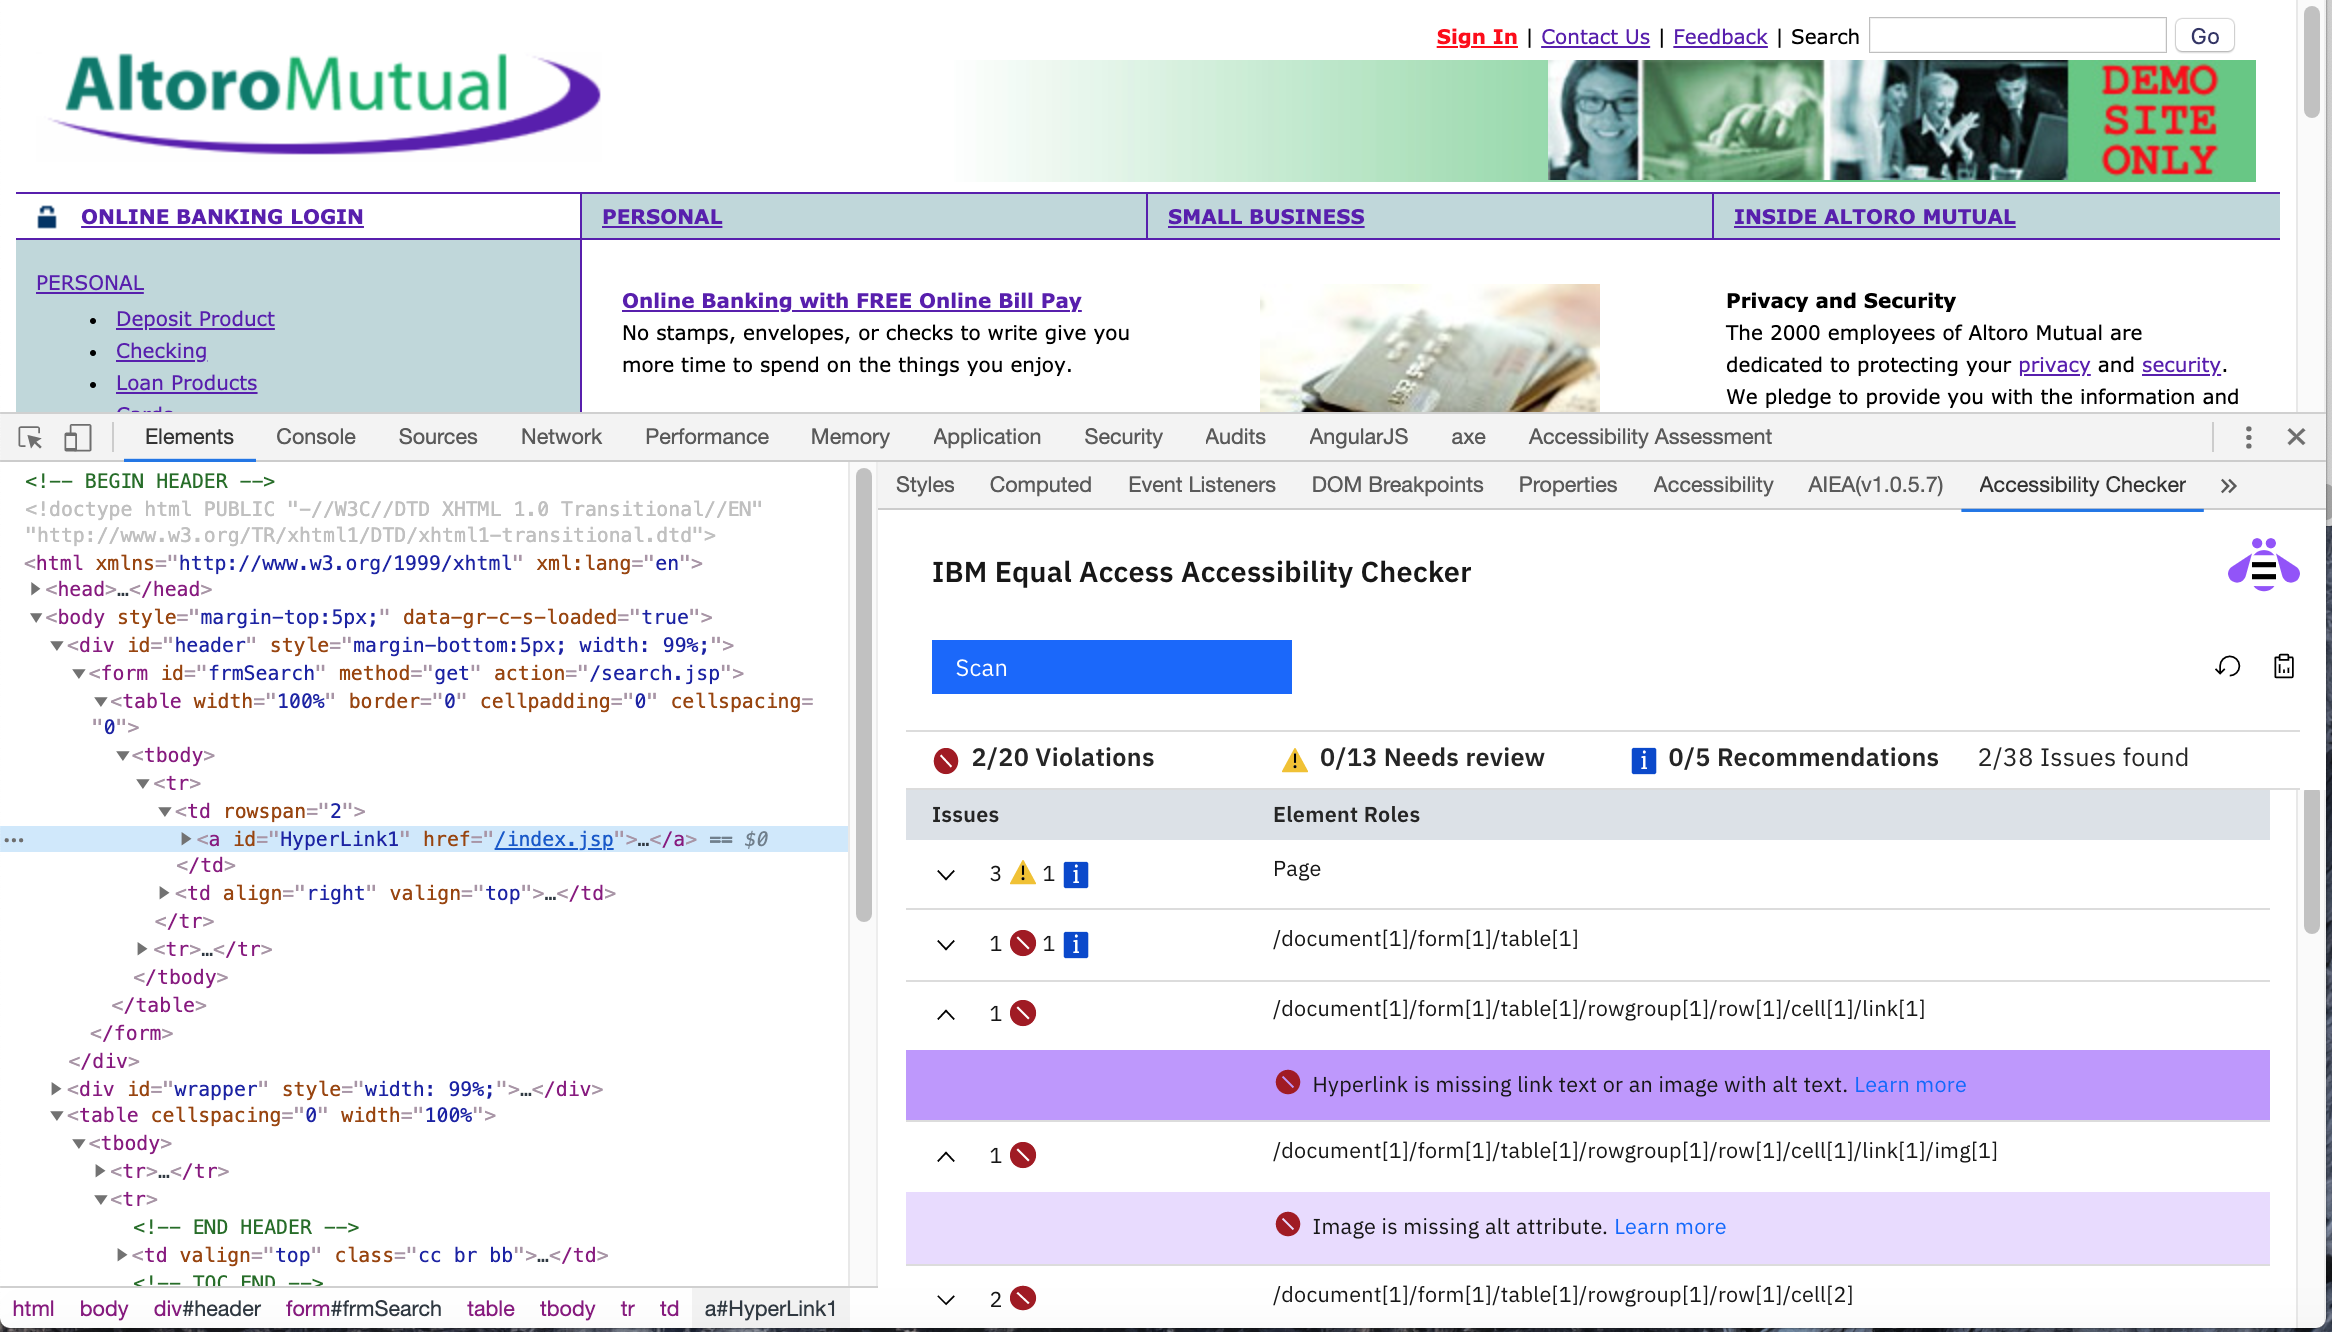 Sign In | Contact Us | Feedback | Search Go
AltoroMutual
DEMO
SITE
ONLY
ONLINE BANKING LOGIN
PERSONAL
SMALL BUSINESS
INSIDE ALTORO MUTUAL
PERSONAL
Deposit Product
Checking
Loan Products
Cards
Online Banking with FREE Online Bill Pay
No stamps, envelopes, or checks to write give you
more time to spend on the things you enjoy.
Privacy and Security
The 2000 employees of Altoro Mutual are
dedicated to protecting your privacy and security.
We pledge to provide you with the information and
Elements Console Sources Network Performance Memory Application Security Audits AngularJS axe Accessibility Assessment
<!-- BEGIN HEADER -->
<!doctype html PUBLIC "-//W3C//DTD XHTML 1.0 Transitional//EN"
"http://www.w3.org/TR/xhtml1/DTD/xhtml1-transitional.dtd">
<html xmlns="http://www.w3.org/1999/xhtml" xml:lang="en">
<head>…</head>
<body style="margin-top:5px;" data-gr-c-s-loaded="true">
<div id="header" style="margin-bottom:5px; width: 99%;">
<form id="frmSearch" method="get" action="/search.jsp">
<table width="100%" border="0" cellpadding="0" cellspacing=
"0">
<tbody>
<tr>
<td rowspan="2">
<a id="HyperLink1" href="/index.jsp">…</a> == $0
</td>
<td align="right" valign="top">…</td>
</tr>
<tr>…</tr>
</tbody>
</table>
</form>
</div>
<div id="wrapper" style="width: 99%;">…</div>
<table cellspacing="0" width="100%">
<tbody>
<tr>…</tr>
<tr>
<!-- END HEADER -->
<td valign="top" class="cc br bb">…</td>
<!-- TOC END -->
html body div#header form#frmSearch table tbody tr td a#HyperLink1
Styles Computed Event Listeners DOM Breakpoints Properties Accessibility AIEA(v1.0.5.7) Accessibility Checker »
IBM Equal Access Accessibility Checker
Scan
2/20 Violations 0/13 Needs review 0/5 Recommendations 2/38 Issues found
Issues Element Roles
3 1 Page
1 1 /document[1]/form[1]/table[1]
1 /document[1]/form[1]/table[1]/rowgroup[1]/row[1]/cell[1]/link[1]
Hyperlink is missing link text or an image with alt text. Learn more
1 /document[1]/form[1]/table[1]/rowgroup[1]/row[1]/cell[1]/link[1]/img[1]
Image is missing alt attribute. Learn more
2 /document[1]/form[1]/table[1]/rowgroup[1]/row[1]/cell[2]